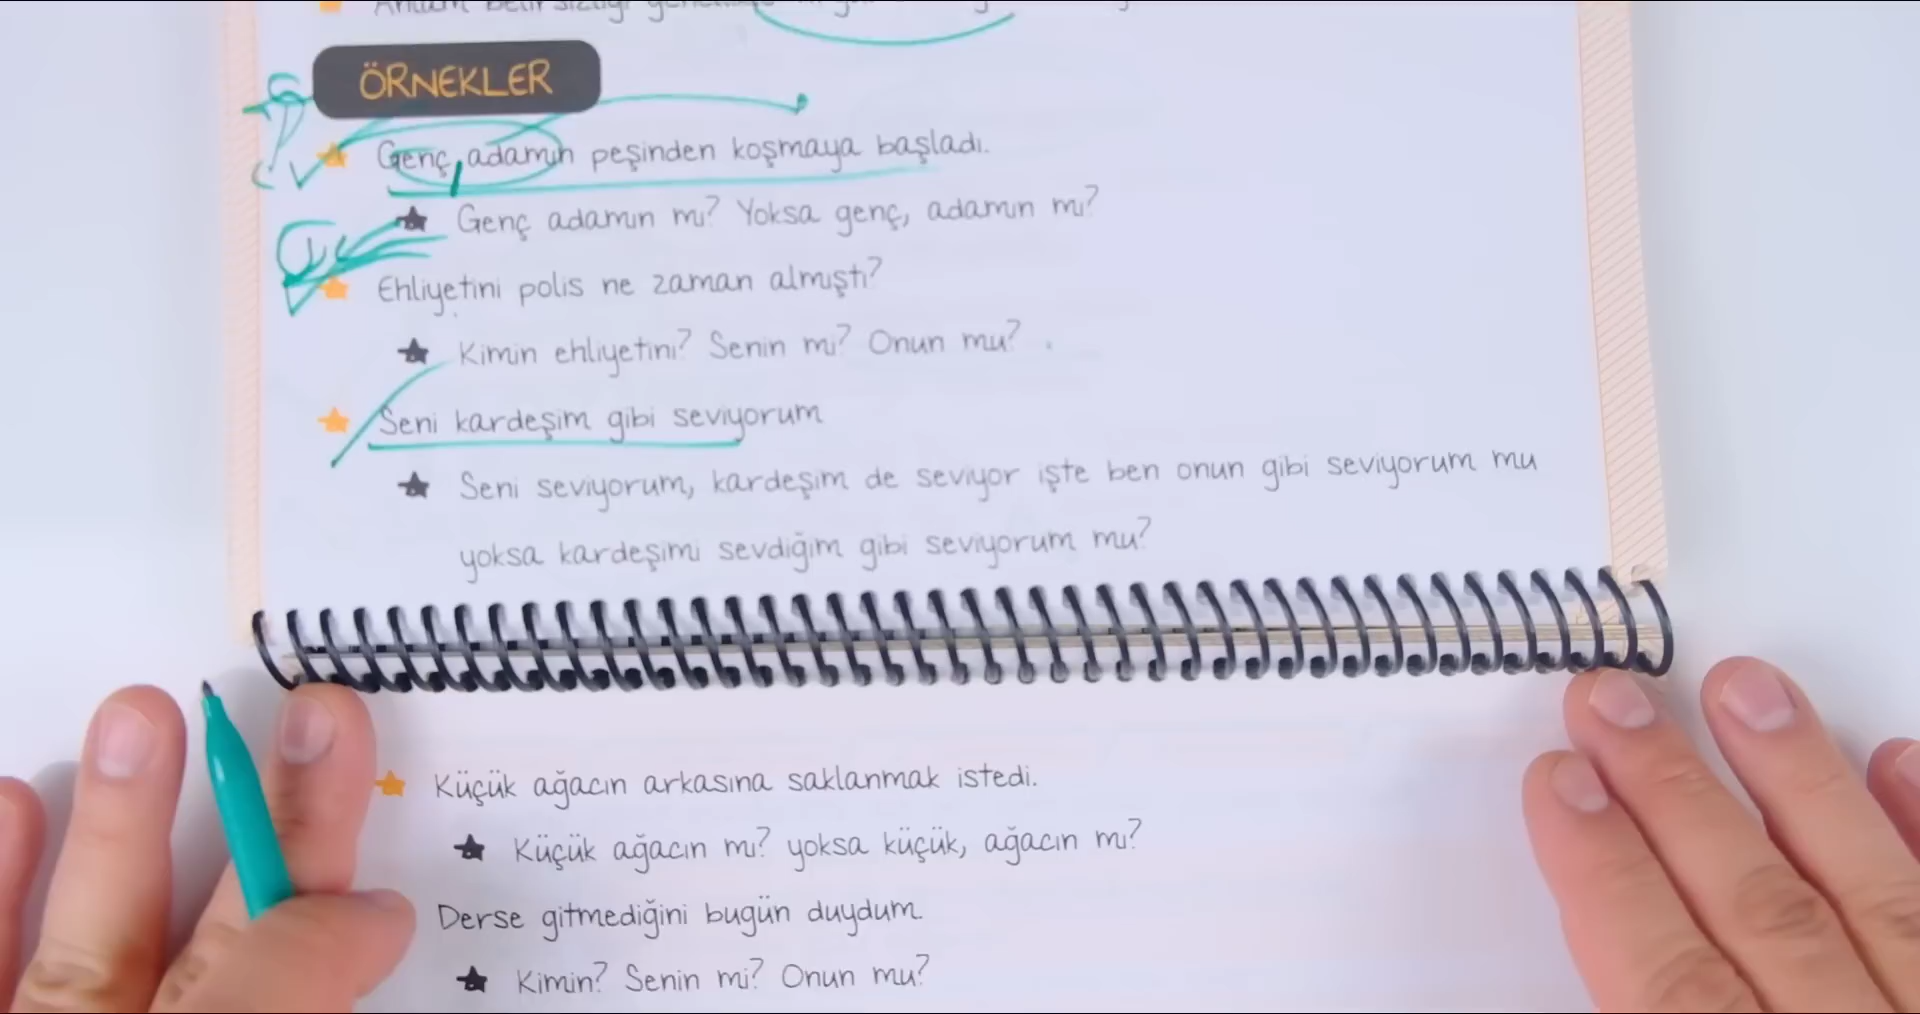 ÖRNEKLER
Genç, adamın peşinden koşmaya başladı.
Genç adamın mı? Yoksa genç, adamın mı?
Ehliyetini polis ne zaman almıştı?
Kimin ehliyetini? Senin mi? Onun mu?
Seni kardeşim gibi seviyorum
Seni seviyorum, kardeşim de seviyor işte ben onun gibi seviyorum mu
yoksa kardeşimi sevdiğim gibi seviyorum mu?
Küçük ağacın arkasına saklanmak istedi.
Küçük ağacın mı? yoksa küçük, ağacın mı?
Derse gitmediğini bugün duydum.
Kimin? Senin mi? Onun mu?